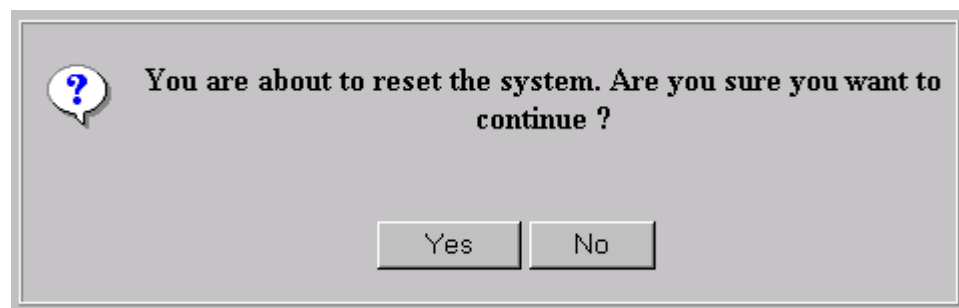 ?
You are about to reset the system. Are you sure you want to
continue ?
Yes No